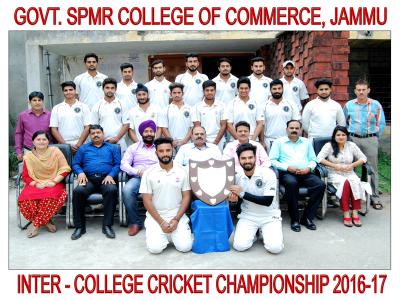 GOVT. SPMR COLLEGE OF COMMERCE, JAMMU
INTER - COLLEGE CRICKET CHAMPIONSHIP 2016-17